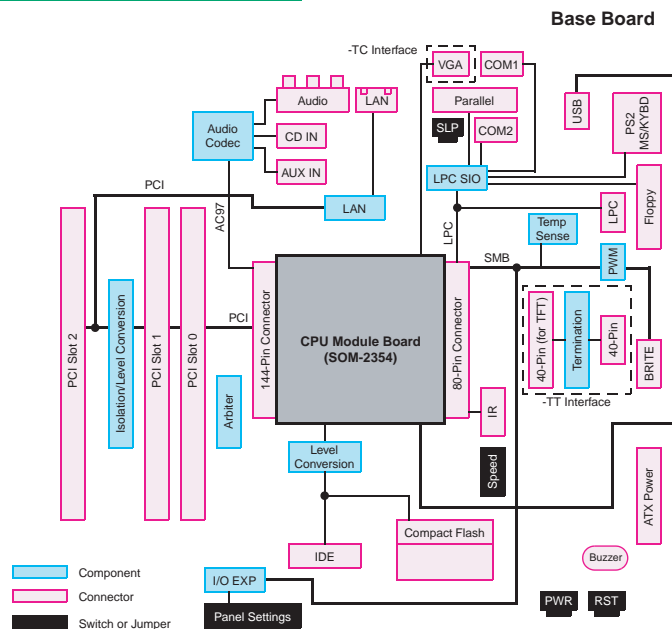 Base Board
-TC Interface
VGA
COM1
Audio
LAN
Parallel
USB
PS2
MS/KYBD
Audio
Codec
CD IN
SLP
COM2
AUX IN
LPC SIO
PCI
LAN
AC97
LPC
LPC
Floppy
Temp
Sense
SMB
PWM
PCI Slot 2
Isolation/Level Conversion
PCI Slot 1
PCI Slot 0
PCI
144-Pin Connector
CPU Module Board
(SOM-2354)
80-Pin Connector
40-Pin (for TFT)
Termination
40-Pin
BRITE
-TT Interface
Arbiter
IR
Level
Conversion
Speed
ATX Power
Compact Flash
IDE
Buzzer
Component
I/O EXP
Connector
PWR
RST
Panel Settings
Switch or Jumper